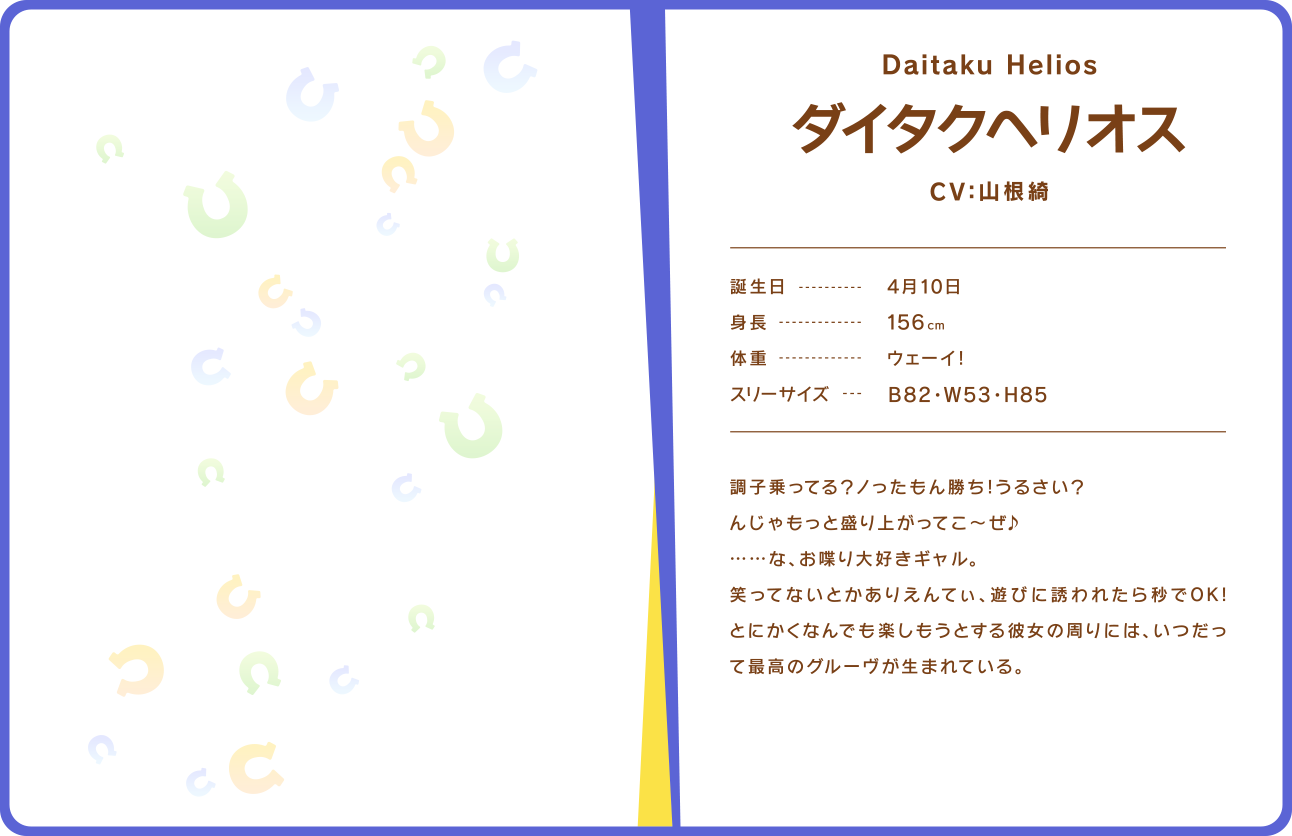 Daitaku Helios
ダイタクヘリオス
CV:山根綺
誕生日 ---------- 4月10日
身長 ------------ 156cm
体重 ------------ ウェーイ!
スリーサイズ --- B82・W53・H85
調子乗ってる?ノったもん勝ち!うるさい?
んじゃもっと盛り上がってこ〜ぜ♪
……な、お喋り大好きギャル。
笑ってないとかありえんてぃ、遊びに誘われたら秒でOK!
とにかくなんでも楽しもうとする彼女の周りには、いつだっ
て最高のグルーヴが生まれている。